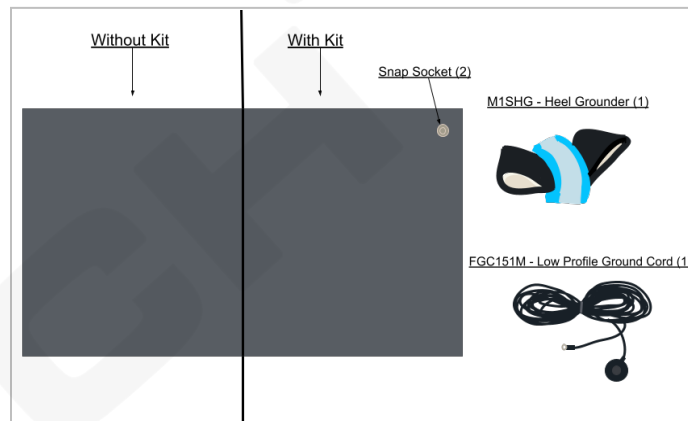 Without Kit
With Kit
Snap Socket (2)
M1SHG - Heel Grounder (1)
FGC151M - Low Profile Ground Cord (1